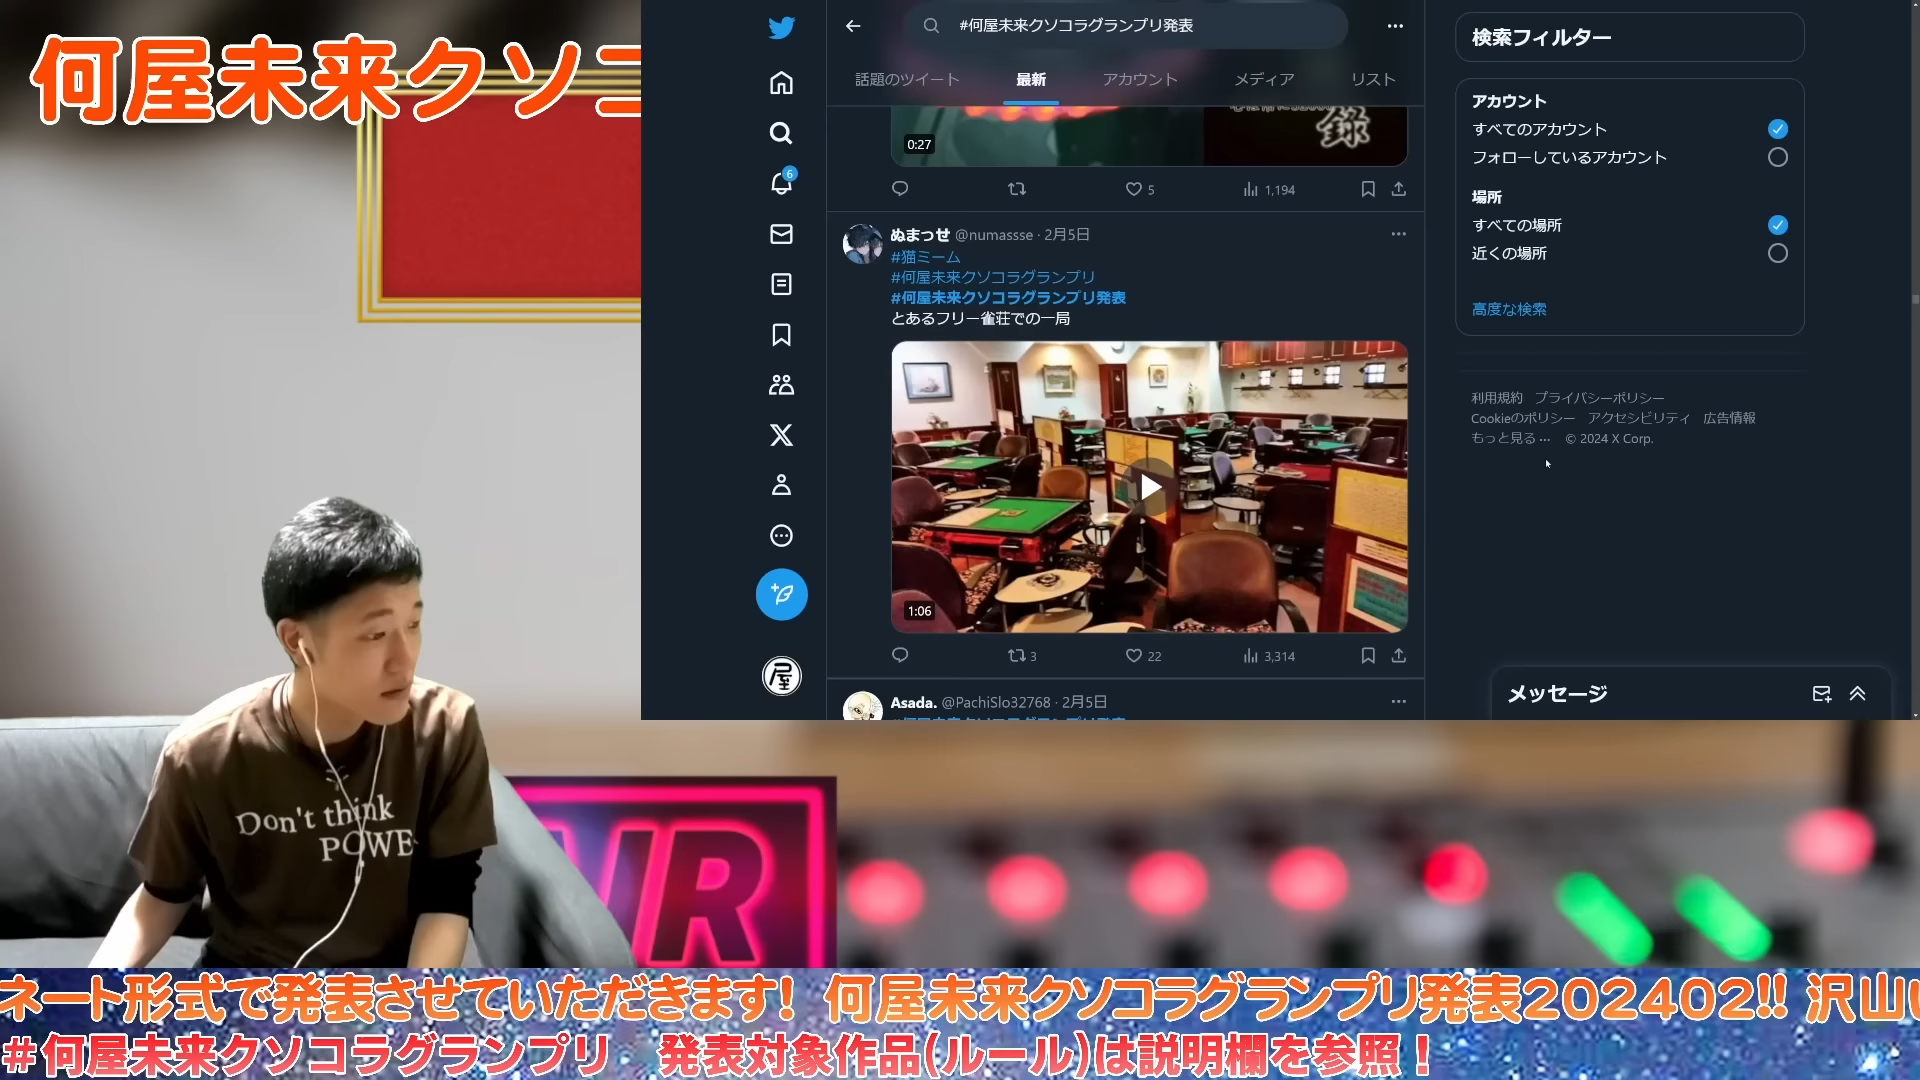 何屋未来クソコ
#何屋未来クソコラグランプリ発表
話題のツイート 最新 アカウント メディア リスト
録
0:27
5 1,194
6
ぬまっせ @numassse · 2月5日
#猫ミーム
#何屋未来クソコラグランプリ
#何屋未来クソコラグランプリ発表
とあるフリー雀荘での一局
1:06
3 22 3,314
Asada. @PachiSlo32768 · 2月5日
屋
検索フィルター
アカウント
すべてのアカウント
フォローしているアカウント
場所
すべての場所
近くの場所
高度な検索
利用規約 プライバシーポリシー
Cookieのポリシー アクセシビリティ 広告情報
もっと見る … © 2024 X Corp.
メッセージ
Don't think
POWE
VR
ネート形式で発表させていただきます! 何屋未来クソコラグランプリ発表202402!! 沢山
#何屋未来クソコラグランプリ 発表対象作品(ルール)は説明欄を参照!